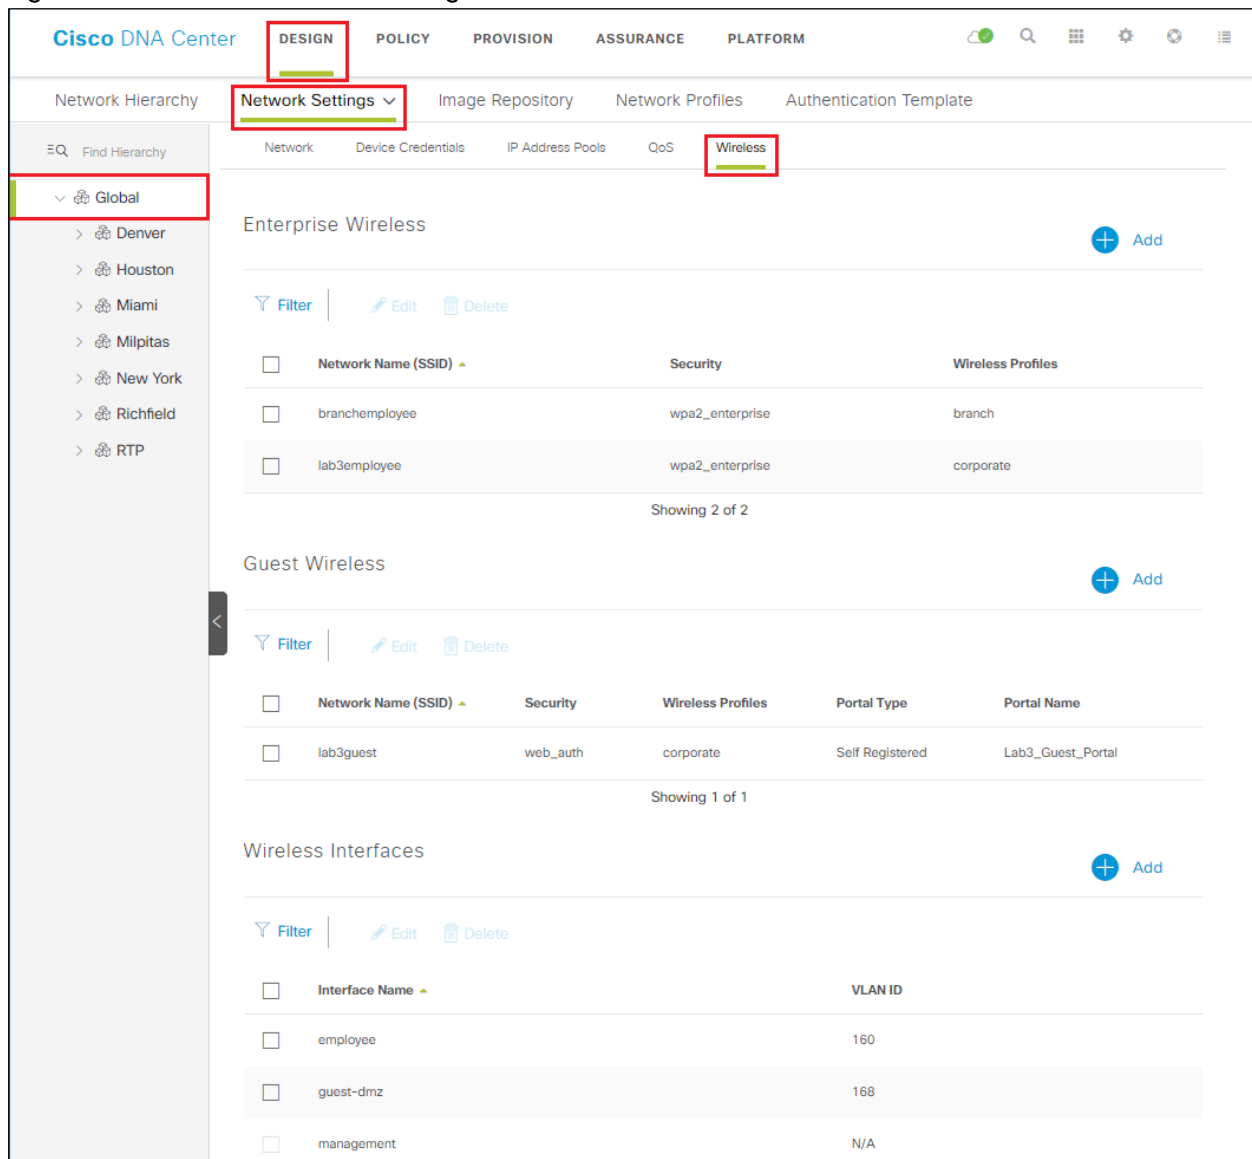 Cisco DNA Center DESIGN POLICY PROVISION ASSURANCE PLATFORM
Network Hierarchy Network Settings Image Repository Network Profiles Authentication Template
Find Hierarchy
Network Device Credentials IP Address Pools QoS Wireless
Global
Denver
Houston
Miami
Milpitas
New York
Richfield
RTP
Enterprise Wireless
Add
Filter Edit Delete
Network Name (SSID) Security Wireless Profiles
branchemployee wpa2_enterprise branch
lab3employee wpa2_enterprise corporate
Showing 2 of 2
Guest Wireless
Add
Filter Edit Delete
Network Name (SSID) Security Wireless Profiles Portal Type Portal Name
lab3guest web_auth corporate Self Registered Lab3_Guest_Portal
Showing 1 of 1
Wireless Interfaces
Add
Filter Edit Delete
Interface Name VLAN ID
employee 160
guest-dmz 168
management N/A